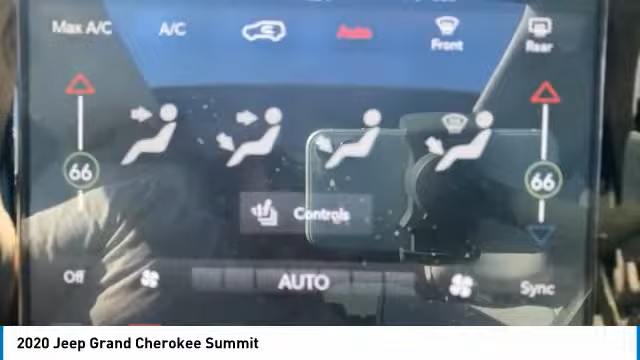 Max A/C
A/C
Auto
Front
Rear
66
66
Controls
Off
AUTO
Sync
2020 Jeep Grand Cherokee Summit